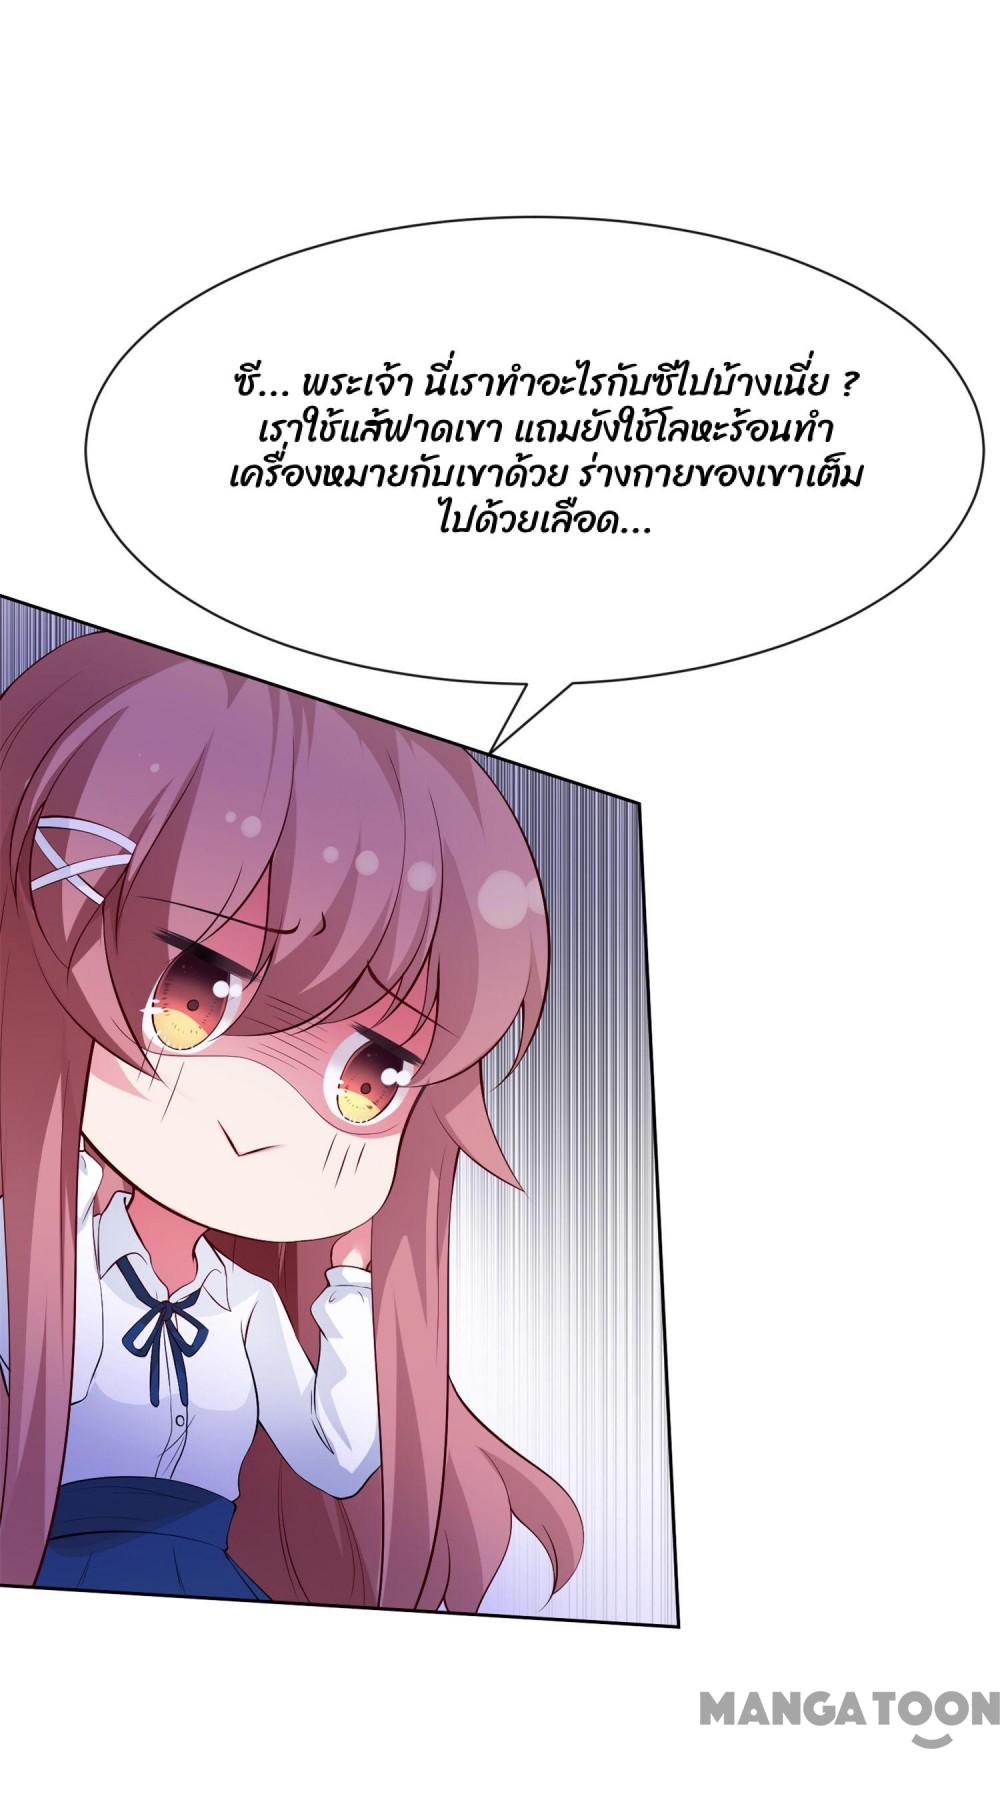 ซี... พระเจ้า นี่เราทำอะไรกับซีไปบ้างเนี่ย ?
เราใช้แส้ฟาดเขา แถมยังใช้โลหะร้อนทำ
เครื่องหมายกับเขาด้วย ร่างกายของเขาเต็ม
ไปด้วยเลือด...
MANGATOON